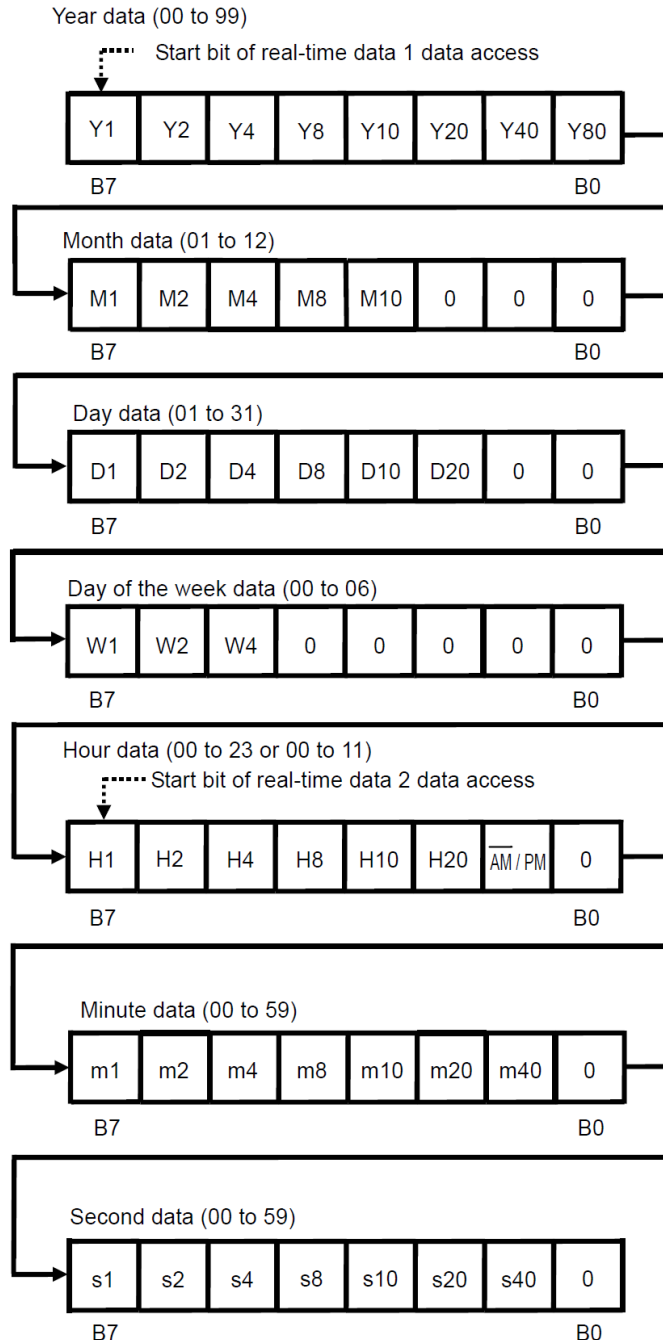 Year data (00 to 99)
Start bit of real-time data 1 data access
Y1 Y2 Y4 Y8 Y10 Y20 Y40 Y80
B7 B0
Month data (01 to 12)
M1 M2 M4 M8 M10 0 0 0
B7 B0
Day data (01 to 31)
D1 D2 D4 D8 D10 D20 0 0
B7 B0
Day of the week data (00 to 06)
W1 W2 W4 0 0 0 0 0
B7 B0
Hour data (00 to 23 or 00 to 11)
Start bit of real-time data 2 data access
H1 H2 H4 H8 H10 H20 A̅M̅ / PM 0
B7 B0
Minute data (00 to 59)
m1 m2 m4 m8 m10 m20 m40 0
B7 B0
Second data (00 to 59)
s1 s2 s4 s8 s10 s20 s40 0
B7 B0